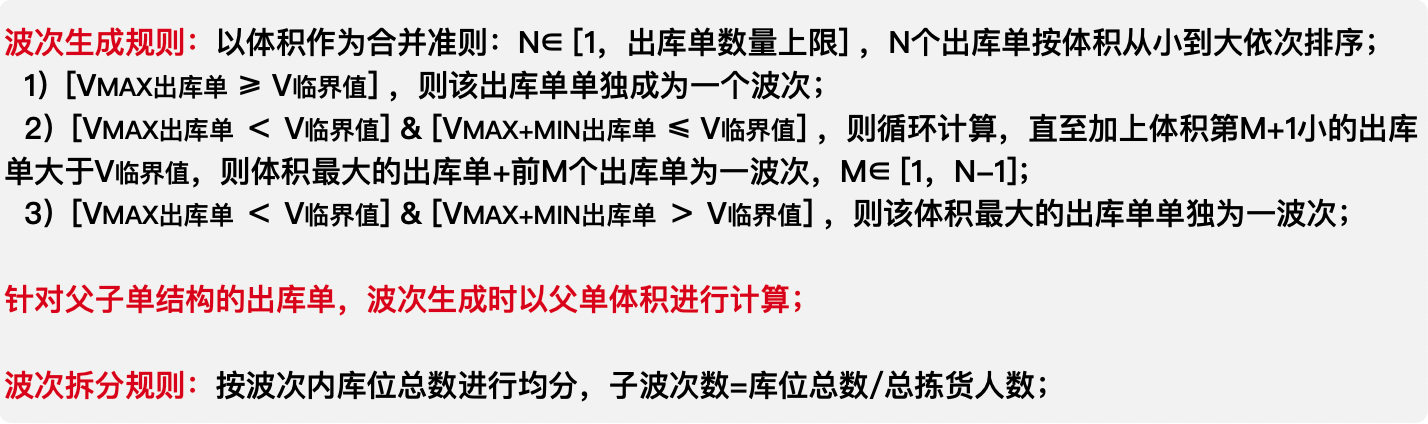 波次生成规则：以体积作为合并准则：N∈ [1，出库单数量上限] ，N个出库单按体积从小到大依次排序；
1）[VMAX出库单 ≥ V临界值] ，则该出库单单独成为一个波次；
2）[VMAX出库单 ＜ V临界值] & [VMAX+MIN出库单 ≤ V临界值] ，则循环计算，直至加上体积第M+1小的出库
单大于V临界值，则体积最大的出库单+前M个出库单为一波次，M∈ [1，N–1]；
3）[VMAX出库单 ＜ V临界值] & [VMAX+MIN出库单 ＞ V临界值] ，则该体积最大的出库单单独为一波次；
针对父子单结构的出库单，波次生成时以父单体积进行计算；
波次拆分规则：按波次内库位总数进行均分，子波次数=库位总数/总拣货人数；